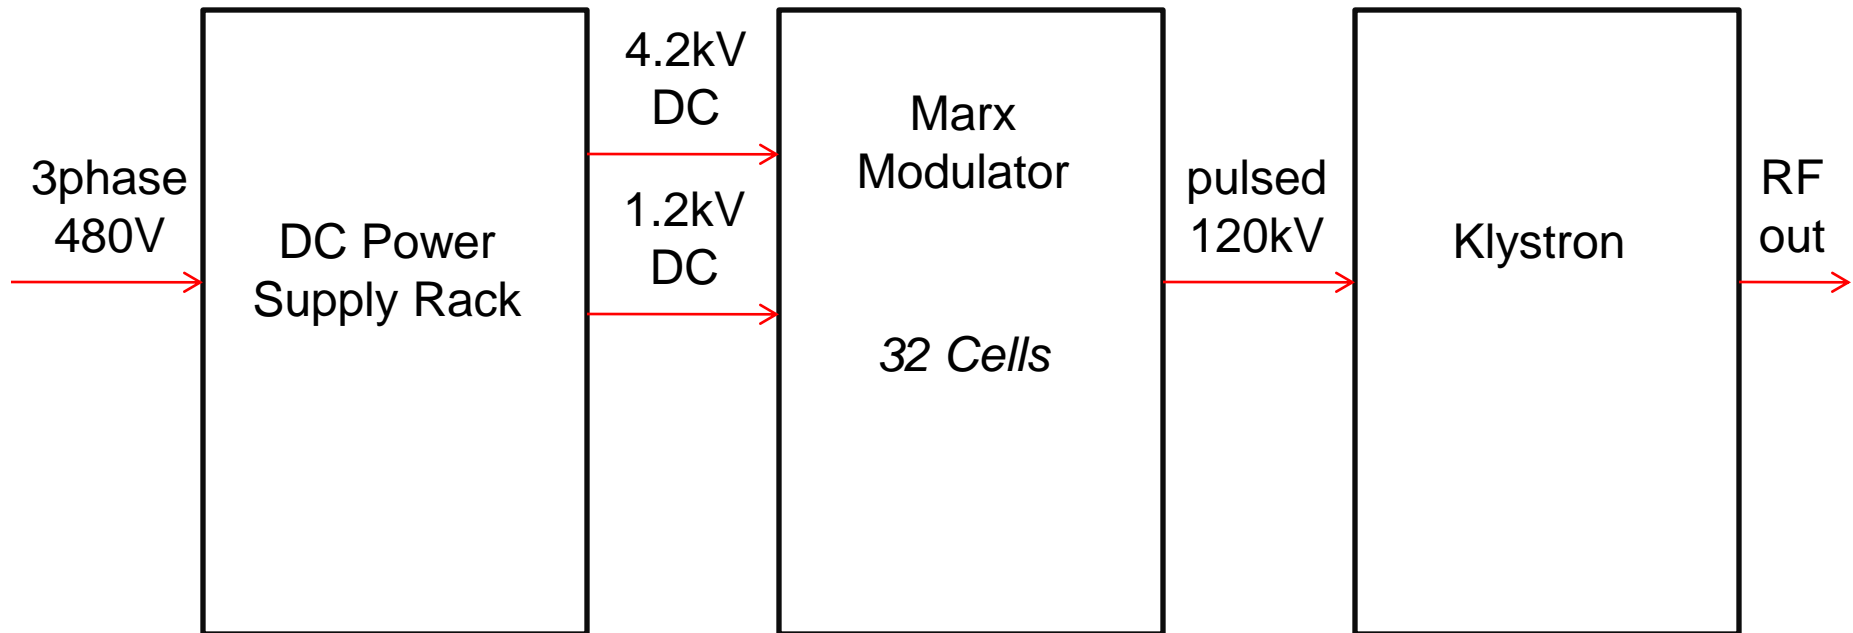 3phase
480V
DC Power
Supply Rack
4.2kV
DC
1.2kV
DC
Marx
Modulator
32 Cells
pulsed
120kV
Klystron
RF
out